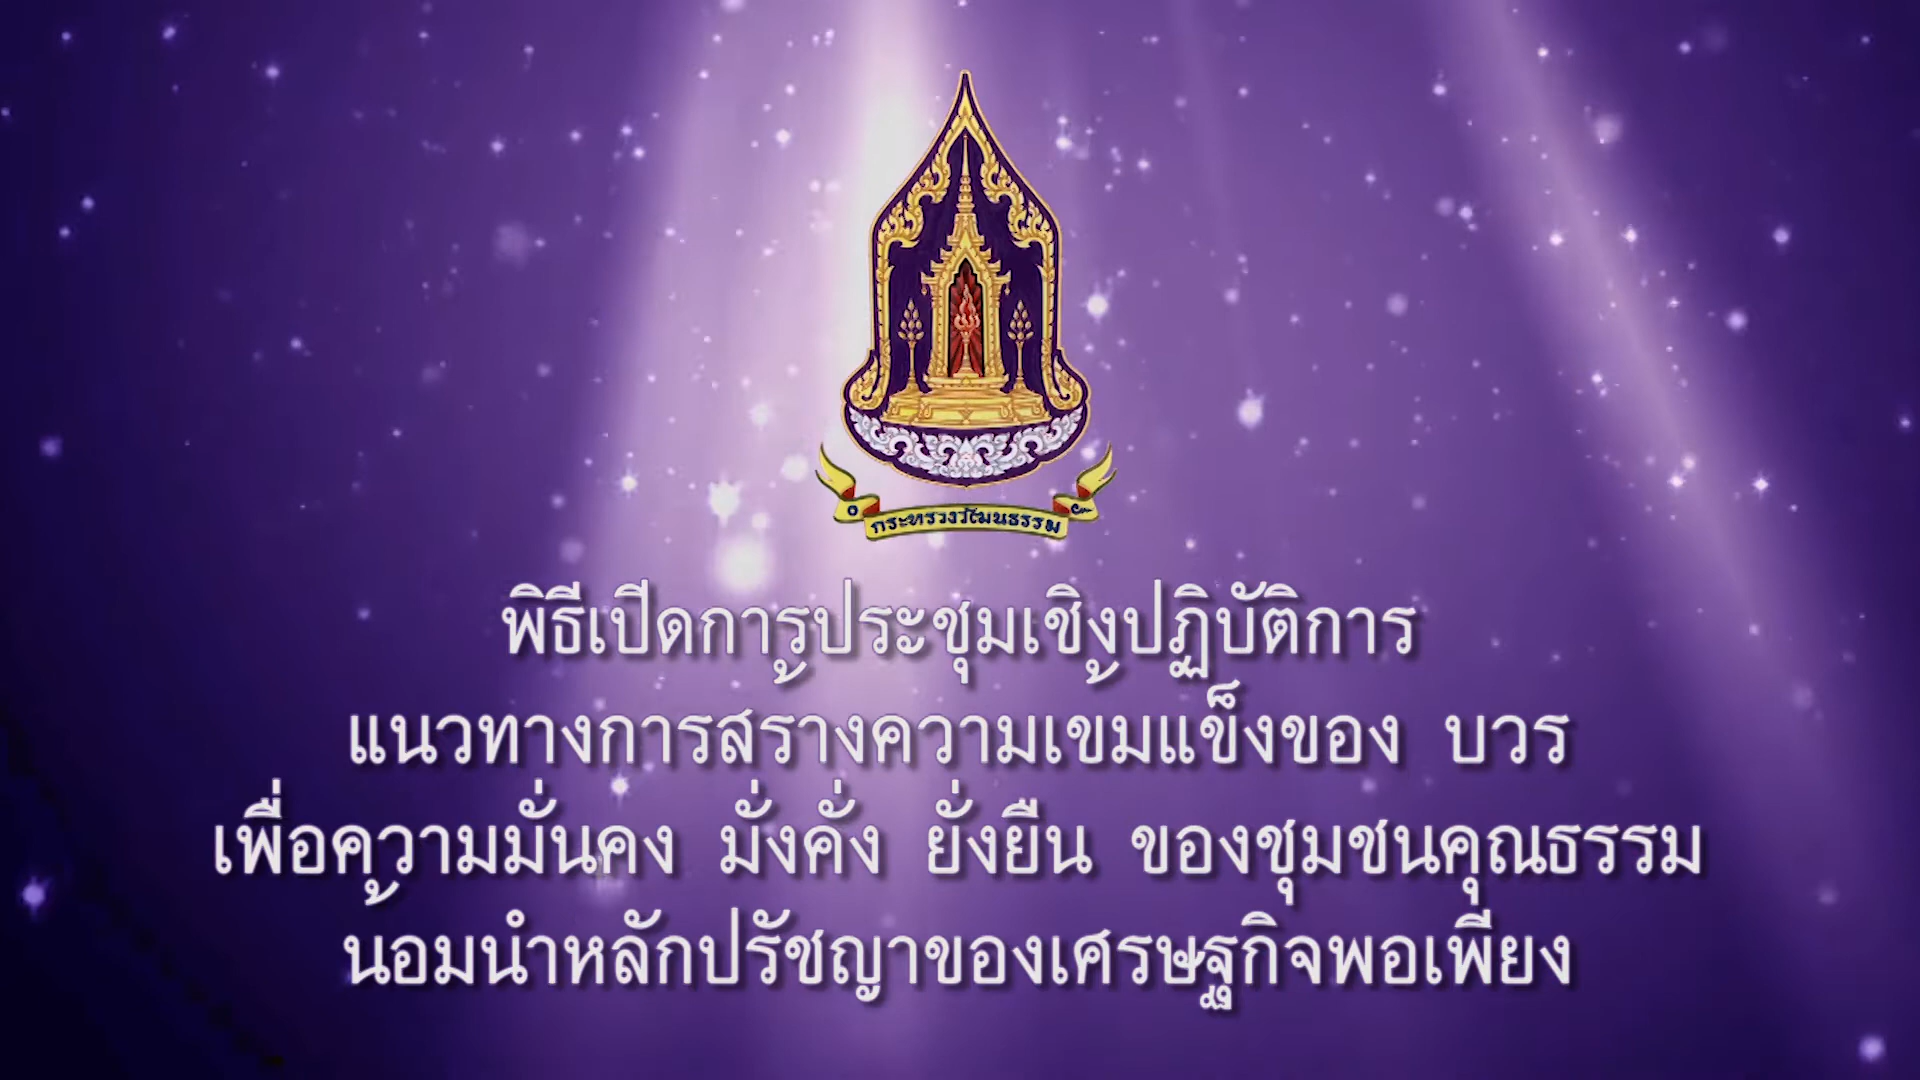 กระทรวงวัฒนธรรม
พิธีเปิดการประชุมเชิงปฏิบัติการ
แนวทางการสร้างความเข้มแข็งของ บวร
เพื่อความมั่นคง มั่งคั่ง ยั่งยืน ของชุมชนคุณธรรม
น้อมนำหลักปรัชญาของเศรษฐกิจพอเพียง